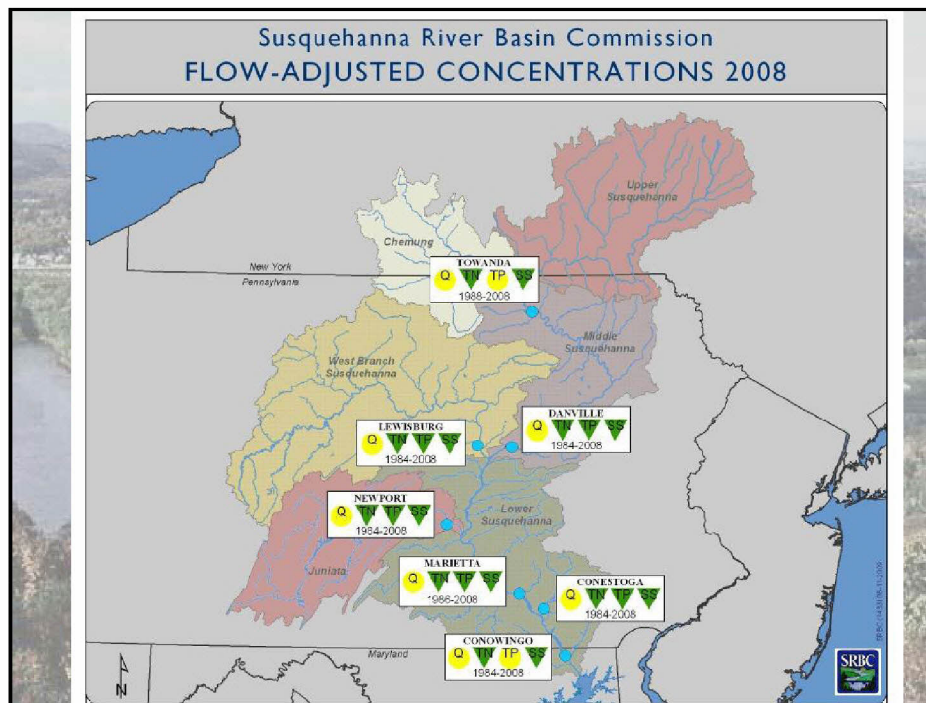 Susquehanna River Basin Commission
FLOW-ADJUSTED CONCENTRATIONS 2008
Upper
Susquehanna
Chemung
New York
Pennsylvania
TOWANDA
Q TN TP SS
1988-2008
Middle
Susquehanna
West Branch
Susquehanna
DANVILLE
Q TN TP SS
1984-2008
LEWISBURG
Q TN TP SS
1984-2008
NEWPORT
Q TN TP SS
1984-2008
Lower
Susquehanna
Juniata
MARIETTA
Q TN TP SS
1986-2008
CONESTOGA
Q TN TP SS
1984-2008
CONOWINGO
Q TN TP SS
1984-2008
Maryland
N
SRBC